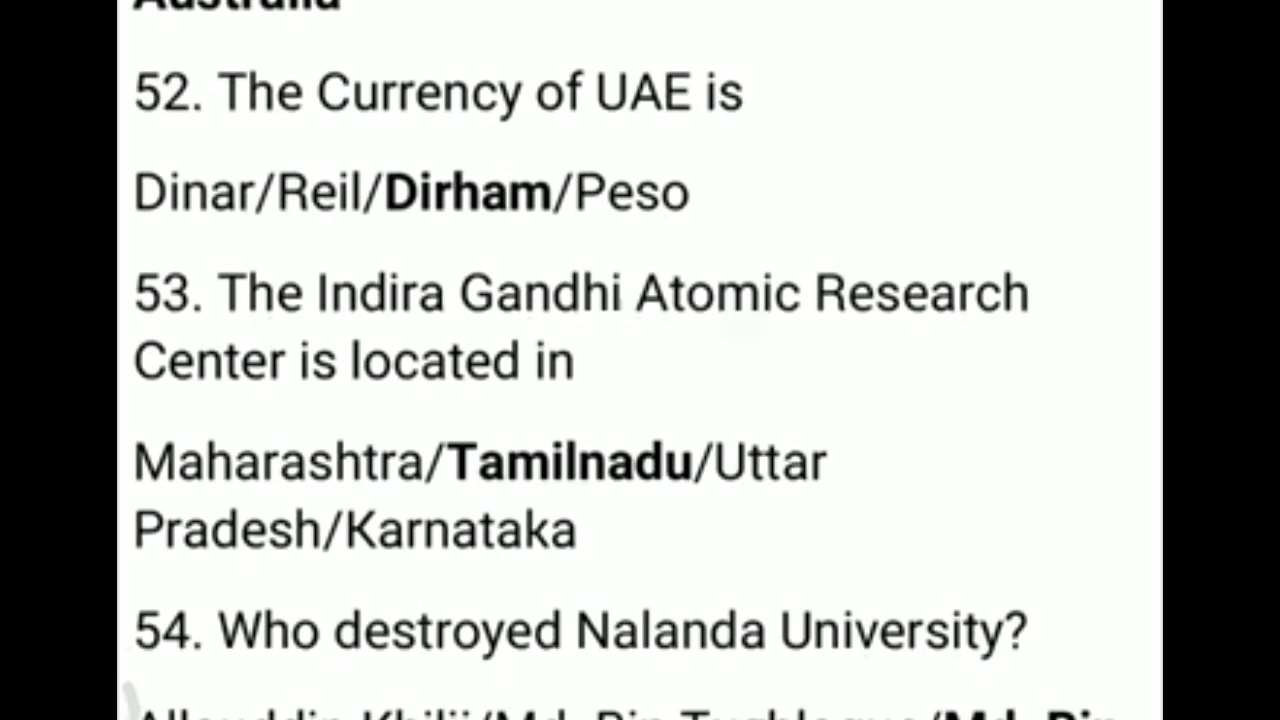 Australia
52. The Currency of UAE is
Dinar/Reil/Dirham/Peso
53. The Indira Gandhi Atomic Research
Center is located in
Maharashtra/Tamilnadu/Uttar
Pradesh/Karnataka
54. Who destroyed Nalanda University?